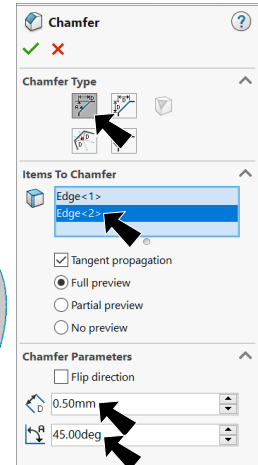 Chamfer
?
Chamfer Type
Items To Chamfer
Edge<1>
Edge<2>
Tangent propagation
Full preview
Partial preview
No preview
Chamfer Parameters
Flip direction
D
0.50mm
A
45.00deg